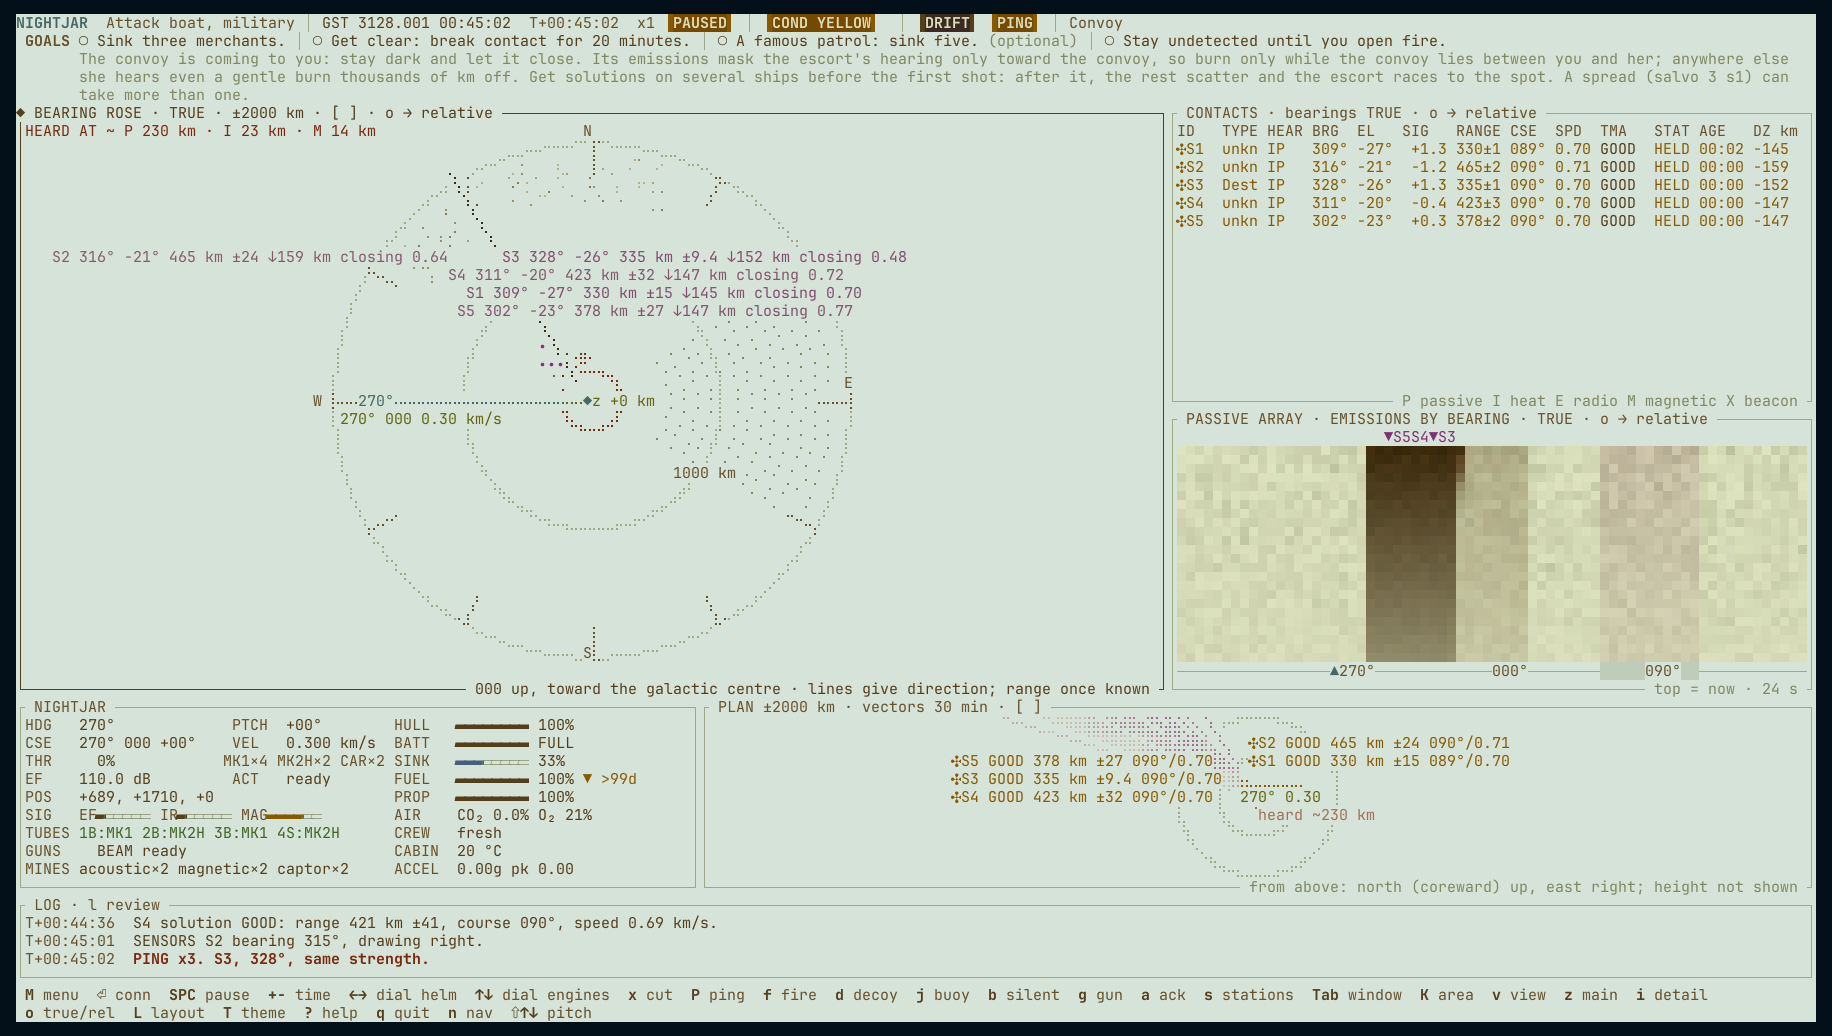 NIGHTJAR Attack boat, military GST 3128.001 00:45:02 T+00:45:02 x1 PAUSED COND YELLOW DRIFT PING Convoy
GOALS ○ Sink three merchants. ○ Get clear: break contact for 20 minutes. ○ A famous patrol: sink five. (optional) ○ Stay undetected until you open fire.
The convoy is coming to you: stay dark and let it close. Its emissions mask the escort's hearing only toward the convoy, so burn only while the convoy lies between you and her; anywhere else
she hears even a gentle burn thousands of km off. Get solutions on several ships before the first shot: after it, the rest scatter and the escort races to the spot. A spread (salvo 3 s1) can
take more than one.
◆ BEARING ROSE · TRUE · ±2000 km · [ ] · o → relative
HEARD AT ~ P 230 km · I 23 km · M 14 km
N
S2 316° -21° 465 km ±24 ↓159 km closing 0.64
S3 328° -26° 335 km ±9.4 ↓152 km closing 0.48
S4 311° -20° 423 km ±32 ↓147 km closing 0.72
S1 309° -27° 330 km ±15 ↓145 km closing 0.70
S5 302° -23° 378 km ±27 ↓147 km closing 0.77
E
W 270° ◆z +0 km
270° 000 0.30 km/s
1000 km
S
000 up, toward the galactic centre · lines give direction; range once known
CONTACTS · bearings TRUE · o → relative
ID TYPE HEAR BRG EL SIG RANGE CSE SPD TMA STAT AGE DZ km
✣S1 unkn IP 309° -27° +1.3 330±1 089° 0.70 GOOD HELD 00:02 -145
✣S2 unkn IP 316° -21° -1.2 465±2 090° 0.71 GOOD HELD 00:00 -159
✣S3 Dest IP 328° -26° +1.3 335±1 090° 0.70 GOOD HELD 00:00 -152
✣S4 unkn IP 311° -20° -0.4 423±3 090° 0.70 GOOD HELD 00:00 -147
✣S5 unkn IP 302° -23° +0.3 378±2 090° 0.70 GOOD HELD 00:00 -147
P passive I heat E radio M magnetic X beacon
PASSIVE ARRAY · EMISSIONS BY BEARING · TRUE · o → relative
▼S5S4▼S3
▲270° 000° 090°
top = now · 24 s
NIGHTJAR
HDG 270° PTCH +00° HULL 100%
CSE 270° 000 +00° VEL 0.300 km/s BATT FULL
THR 0% MK1×4 MK2H×2 CAR×2 SINK 33%
EF 110.0 dB ACT ready FUEL 100% ▼ >99d
POS +689, +1710, +0 PROP 100%
SIG EF IR MAG AIR CO₂ 0.0% O₂ 21%
TUBES 1B:MK1 2B:MK2H 3B:MK1 4S:MK2H CREW fresh
GUNS BEAM ready CABIN 20 °C
MINES acoustic×2 magnetic×2 captor×2 ACCEL 0.00g pk 0.00
PLAN ±2000 km · vectors 30 min · [ ]
✣S2 GOOD 465 km ±24 090°/0.71
✣S5 GOOD 378 km ±27 090°/0.70 ✣S1 GOOD 330 km ±15 089°/0.70
✣S3 GOOD 335 km ±9.4 090°/0.70
✣S4 GOOD 423 km ±32 090°/0.70 270° 0.30
heard ~230 km
from above: north (coreward) up, east right; height not shown
LOG · l review
T+00:44:36 S4 solution GOOD: range 421 km ±41, course 090°, speed 0.69 km/s.
T+00:45:01 SENSORS S2 bearing 315°, drawing right.
T+00:45:02 PING x3. S3, 328°, same strength.
M menu ⏎ conn SPC pause +- time ↔ dial helm ↑↓ dial engines x cut P ping f fire d decoy j buoy b silent g gun a ack s stations Tab window K area v view z main i detail
o true/rel L layout T theme ? help q quit n nav ⇧↑↓ pitch